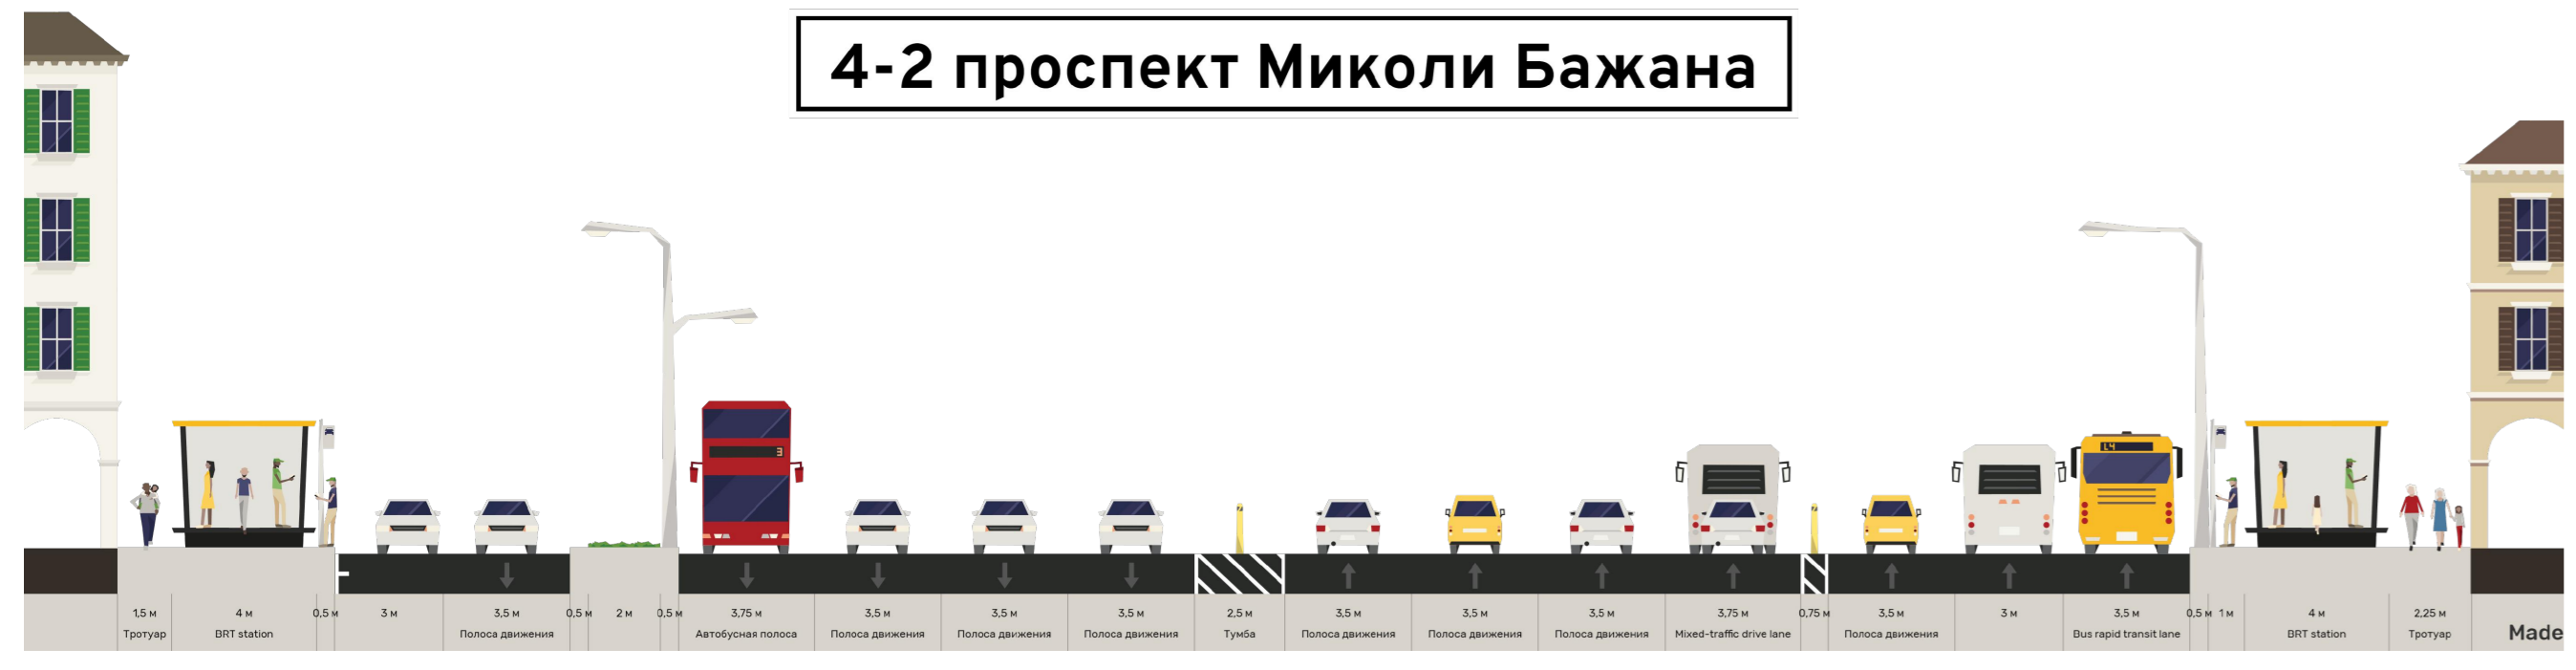 4-2 проспект Миколи Бажана
3
L4
1,5 м
Тротуар
4 м
BRT station
0,5 м
3 м
3,5 м
Полоса движения
0,5 м
2 м
0,5 м
3,75 м
Автобусная полоса
3,5 м
Полоса движения
3,5 м
Полоса движения
3,5 м
Полоса движения
2,5 м
Тумба
3,5 м
Полоса движения
3,5 м
Полоса движения
3,5 м
Полоса движения
3,75 м
Mixed-traffic drive lane
0,75 м
3,5 м
Полоса движения
3 м
3,5 м
Bus rapid transit lane
0,5 м
1 м
4 м
BRT station
2,25 м
Тротуар
Made